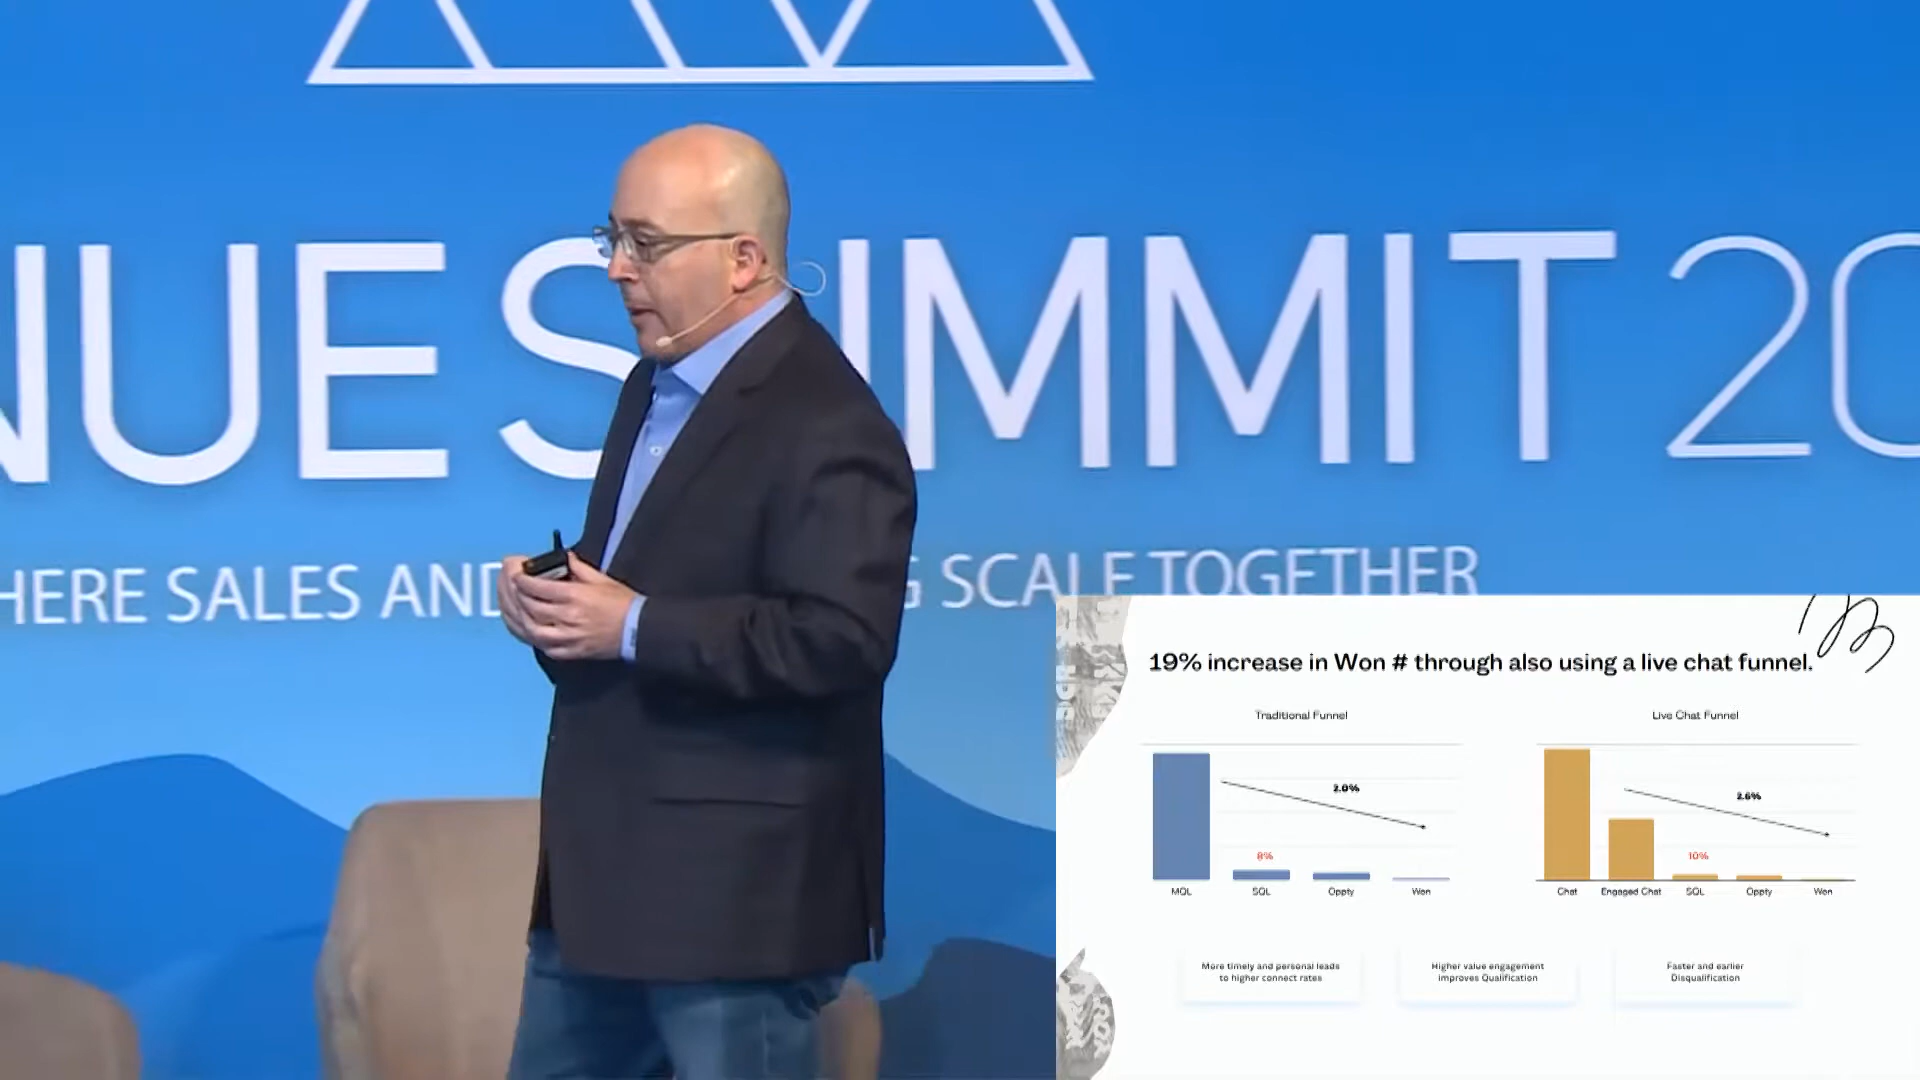 NUE SUMMIT 20
HERE SALES AND G SCALE TOGETHER
19% increase in Won # through also using a live chat funnel.
Traditional Funnel
2.0%
8%
MQL SQL Oppty Won
Live Chat Funnel
2.6%
10%
Chat Engaged Chat SQL Oppty Won
More timely and personal leads
to higher connect rates
Higher value engagement
improves Qualification
Faster and earlier
Disqualification